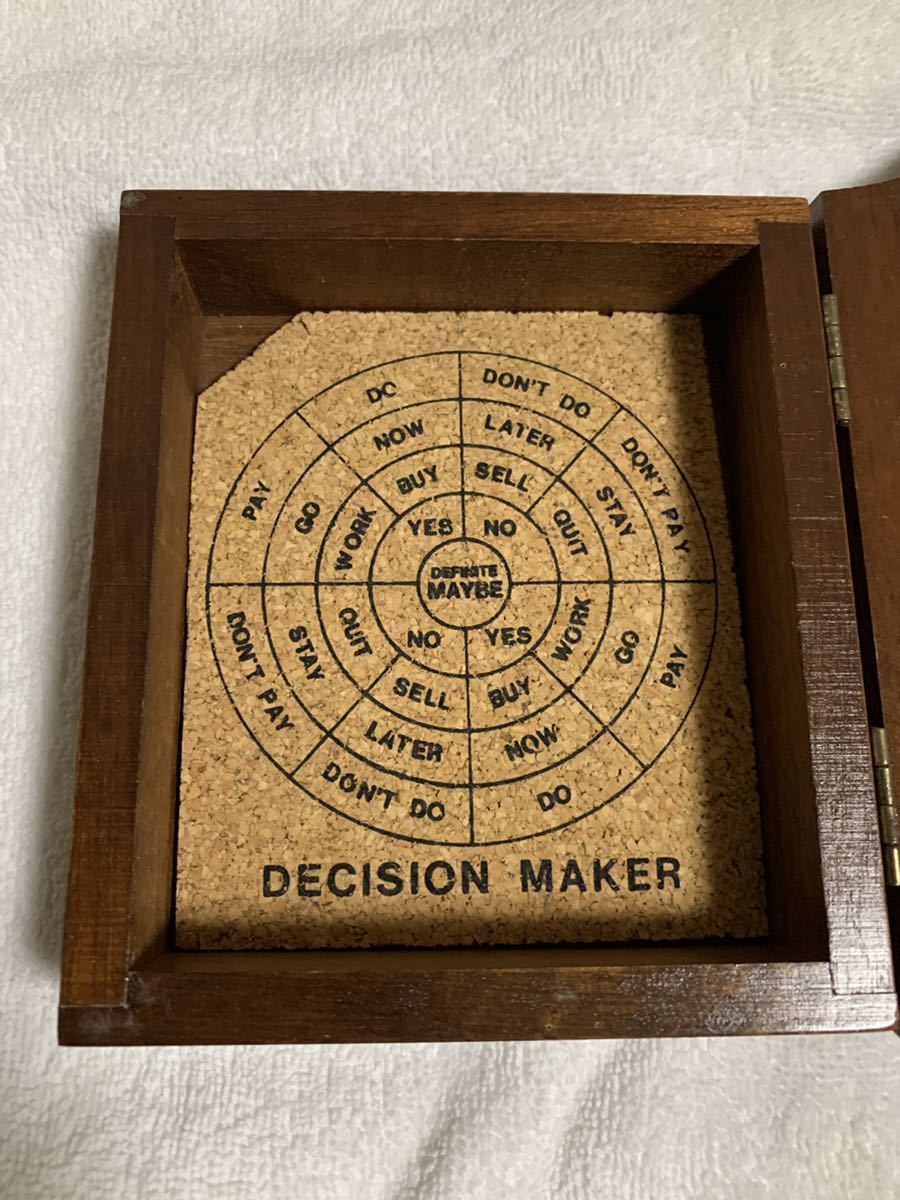 DO
DON'T DO
NOW
LATER
PAY
GO
WORK
BUY
SELL
QUIT
STAY
DON'T PAY
YES
NO
DEFINITE
MAYBE
NO
YES
DON'T PAY
STAY
QUIT
SELL
BUY
WORK
GO
PAY
LATER
NOW
DON'T DO
DO
DECISION MAKER